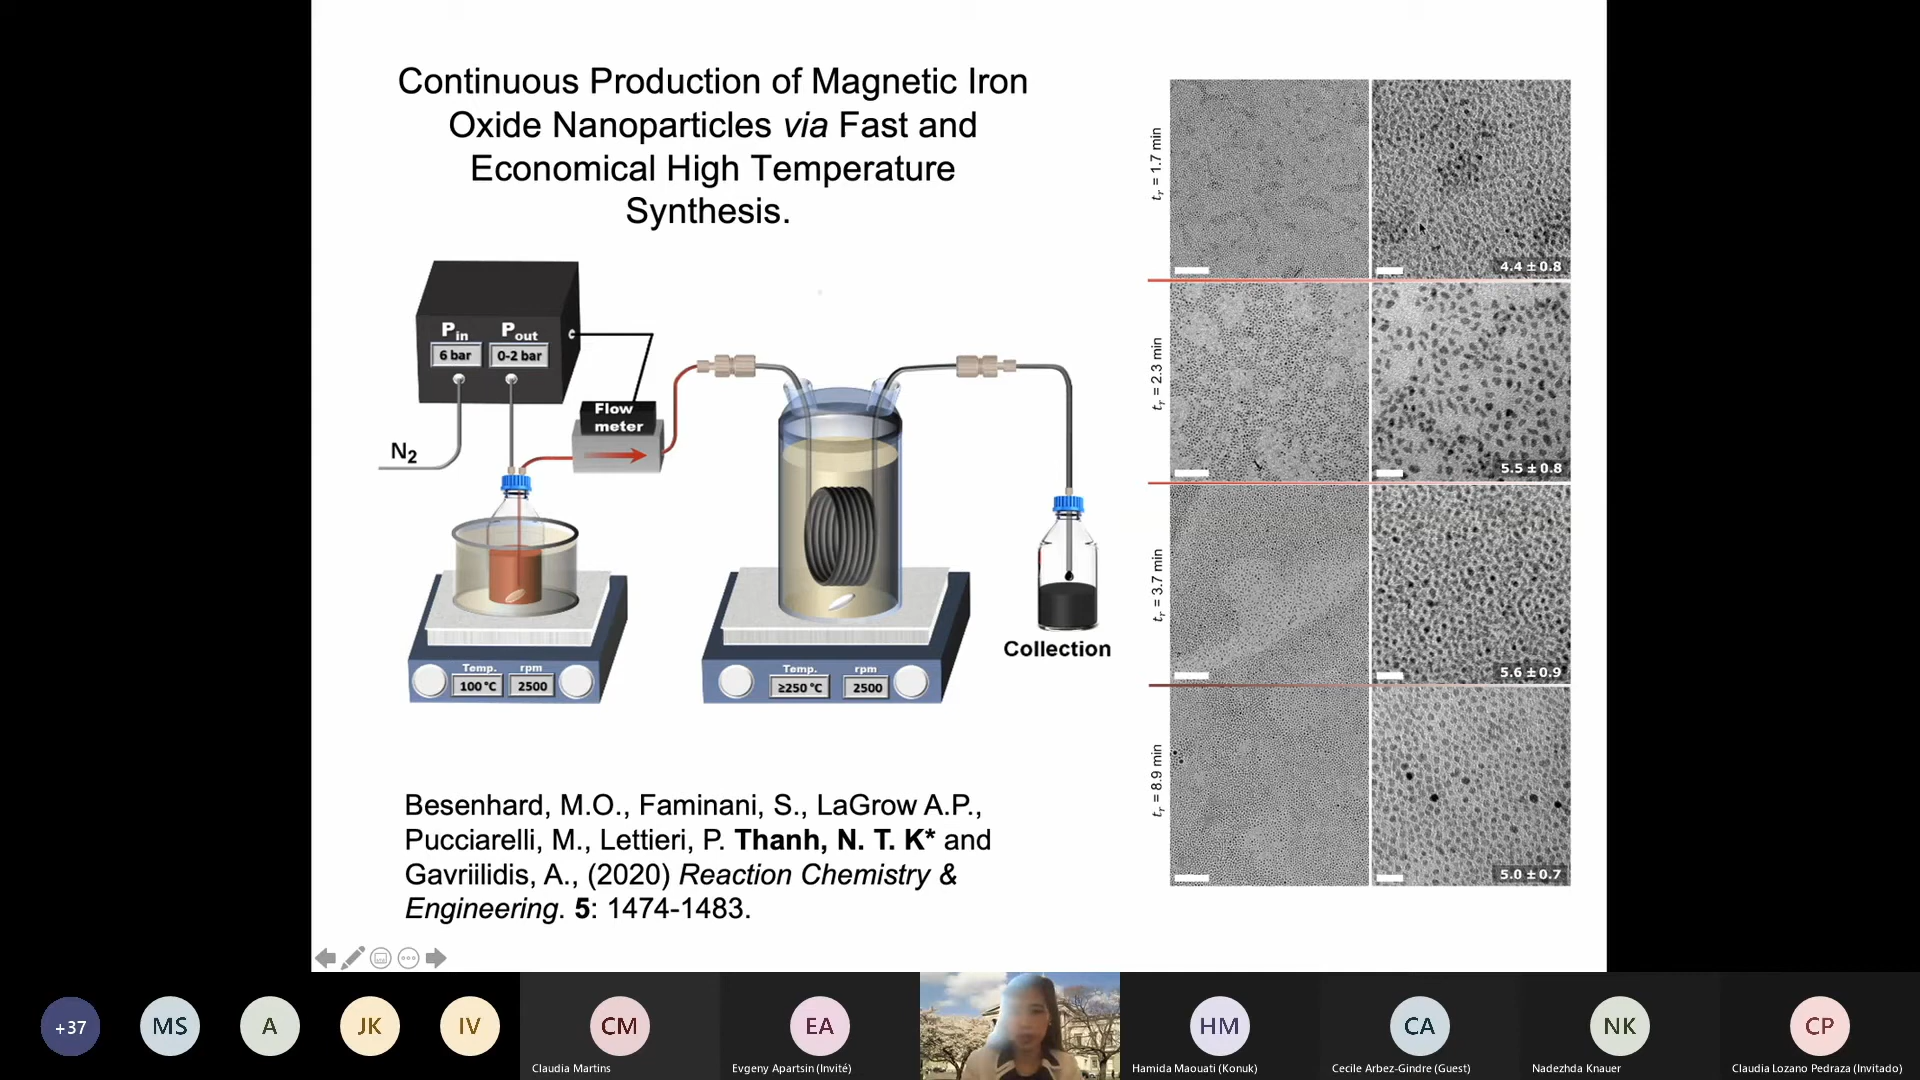 Continuous Production of Magnetic Iron
Oxide Nanoparticles via Fast and
Economical High Temperature
Synthesis.
P in
P out
6 bar
0-2 bar
Flow
meter
N2
Temp.
rpm
100 °C
2500
Temp.
rpm
≥250 °C
2500
Collection
Besenhard, M.O., Faminani, S., LaGrow A.P.,
Pucciarelli, M., Lettieri, P. Thanh, N. T. K* and
Gavriilidis, A., (2020) Reaction Chemistry &
Engineering. 5: 1474-1483.
tr = 1.7 min
4.4 ± 0.8
tr = 2.3 min
5.5 ± 0.8
tr = 3.7 min
5.6 ± 0.9
tr = 8.9 min
5.0 ± 0.7
+37
MS
A
JK
IV
CM
Claudia Martins
EA
Evgeny Apartsin (Invité)
HM
Hamida Maouati (Konuk)
CA
Cecile Arbez-Gindre (Guest)
NK
Nadezhda Knauer
CP
Claudia Lozano Pedraza (Invitado)